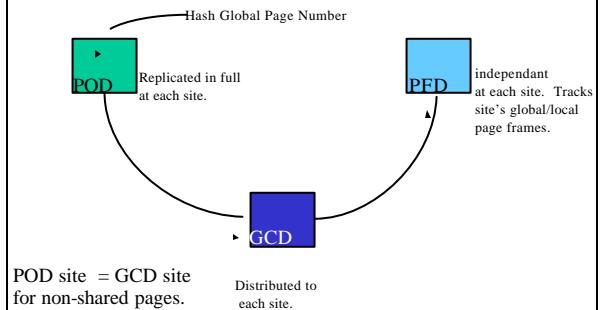 Hash Global Page Number
POD
Replicated in full
at each site.
PFD
independant
at each site. Tracks
site's global/local
page frames.
GCD
POD site = GCD site
for non-shared pages.
Distributed to
each site.